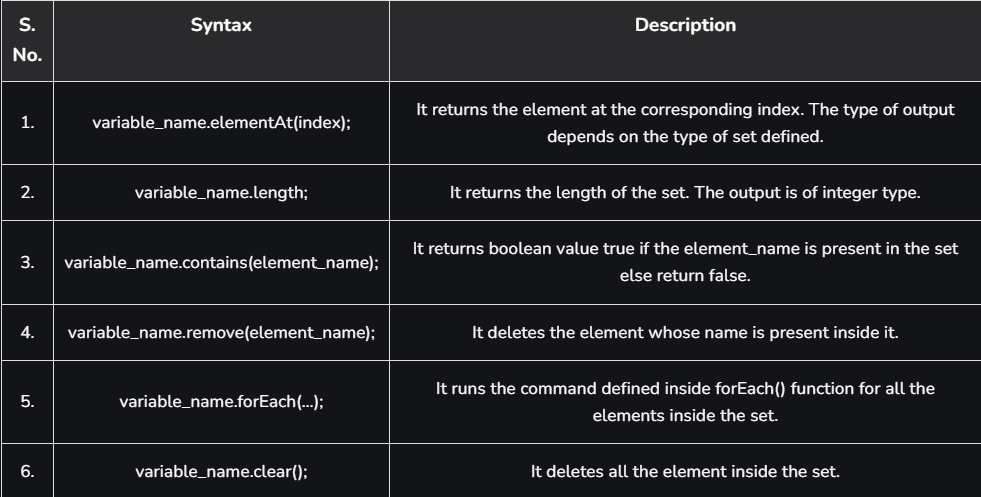 S.
No.
Syntax
Description
1.
variable_name.elementAt(index);
It returns the element at the corresponding index. The type of output
depends on the type of set defined.
2.
variable_name.length;
It returns the length of the set. The output is of integer type.
3.
variable_name.contains(element_name);
It returns boolean value true if the element_name is present in the set
else return false.
4.
variable_name.remove(element_name);
It deletes the element whose name is present inside it.
5.
variable_name.forEach(...);
It runs the command defined inside forEach() function for all the
elements inside the set.
6.
variable_name.clear();
It deletes all the element inside the set.